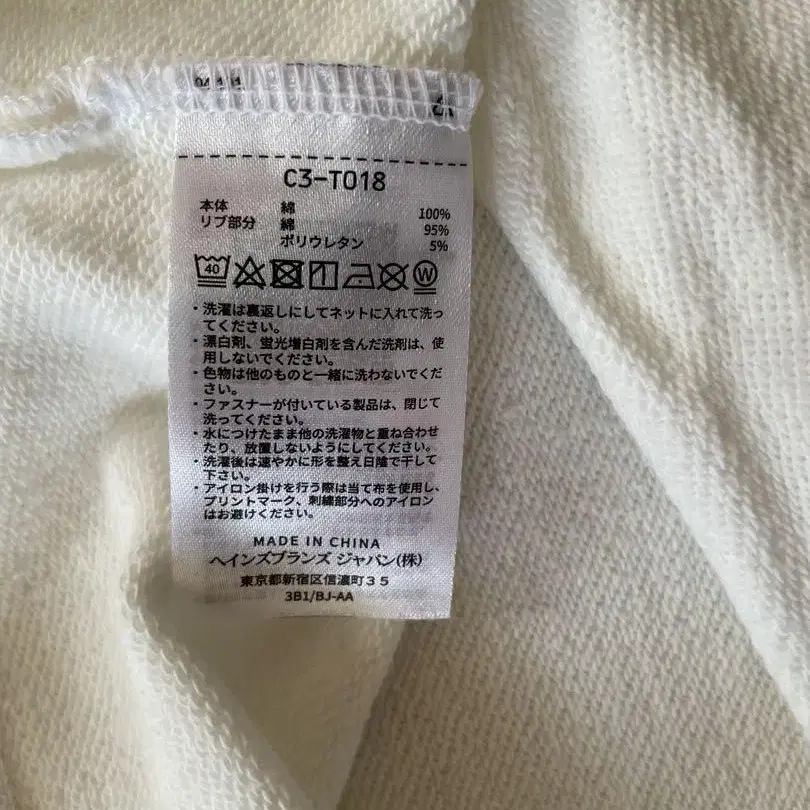 C3-T018
本体 綿 100%
リブ部分 綿 95%
ポリウレタン 5%
40 W
・洗濯は裏返しにしてネットに入れて洗っ
てください。
・漂白剤、蛍光増白剤を含んだ洗剤は、使
用しないでください。
・色物は他のものと一緒に洗わないでくだ
さい。
・ファスナーが付いている製品は、閉じて
洗ってください。
・水につけたまま他の洗濯物と重ね合わせ
たり、放置しないようにしてください。
・洗濯後は速やかに形を整え日陰で干して
下さい。
・アイロン掛けを行う際は当て布を使用し、
プリントマーク、刺繍部分へのアイロン
はお避けください。
MADE IN CHINA
ヘインズブランズ ジャパン(株)
東京都新宿区信濃町35
3B1/BJ-AA